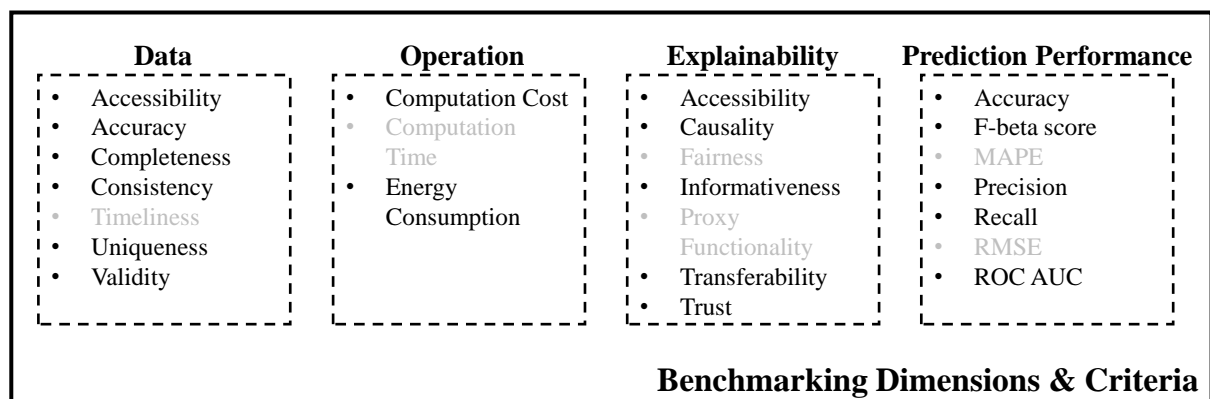 Data
• Accessibility
• Accuracy
• Completeness
• Consistency
• Timeliness
• Uniqueness
• Validity
Operation
• Computation Cost
• Computation
Time
• Energy
Consumption
Explainability
• Accessibility
• Causality
• Fairness
• Informativeness
• Proxy
Functionality
• Transferability
• Trust
Prediction Performance
• Accuracy
• F-beta score
• MAPE
• Precision
• Recall
• RMSE
• ROC AUC
Benchmarking Dimensions & Criteria